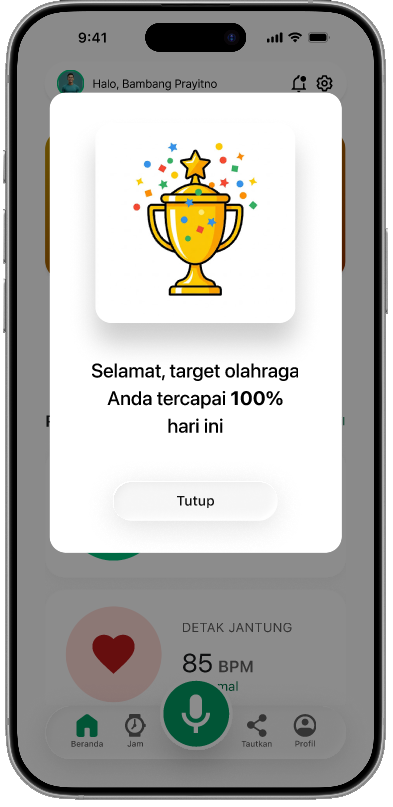 9:41
Halo, Bambang Prayitno
Selamat, target olahraga
Anda tercapai 100%
hari ini
Tutup
DETAK JANTUNG
85 BPM
Beranda
Jam
Tautkan
Profil